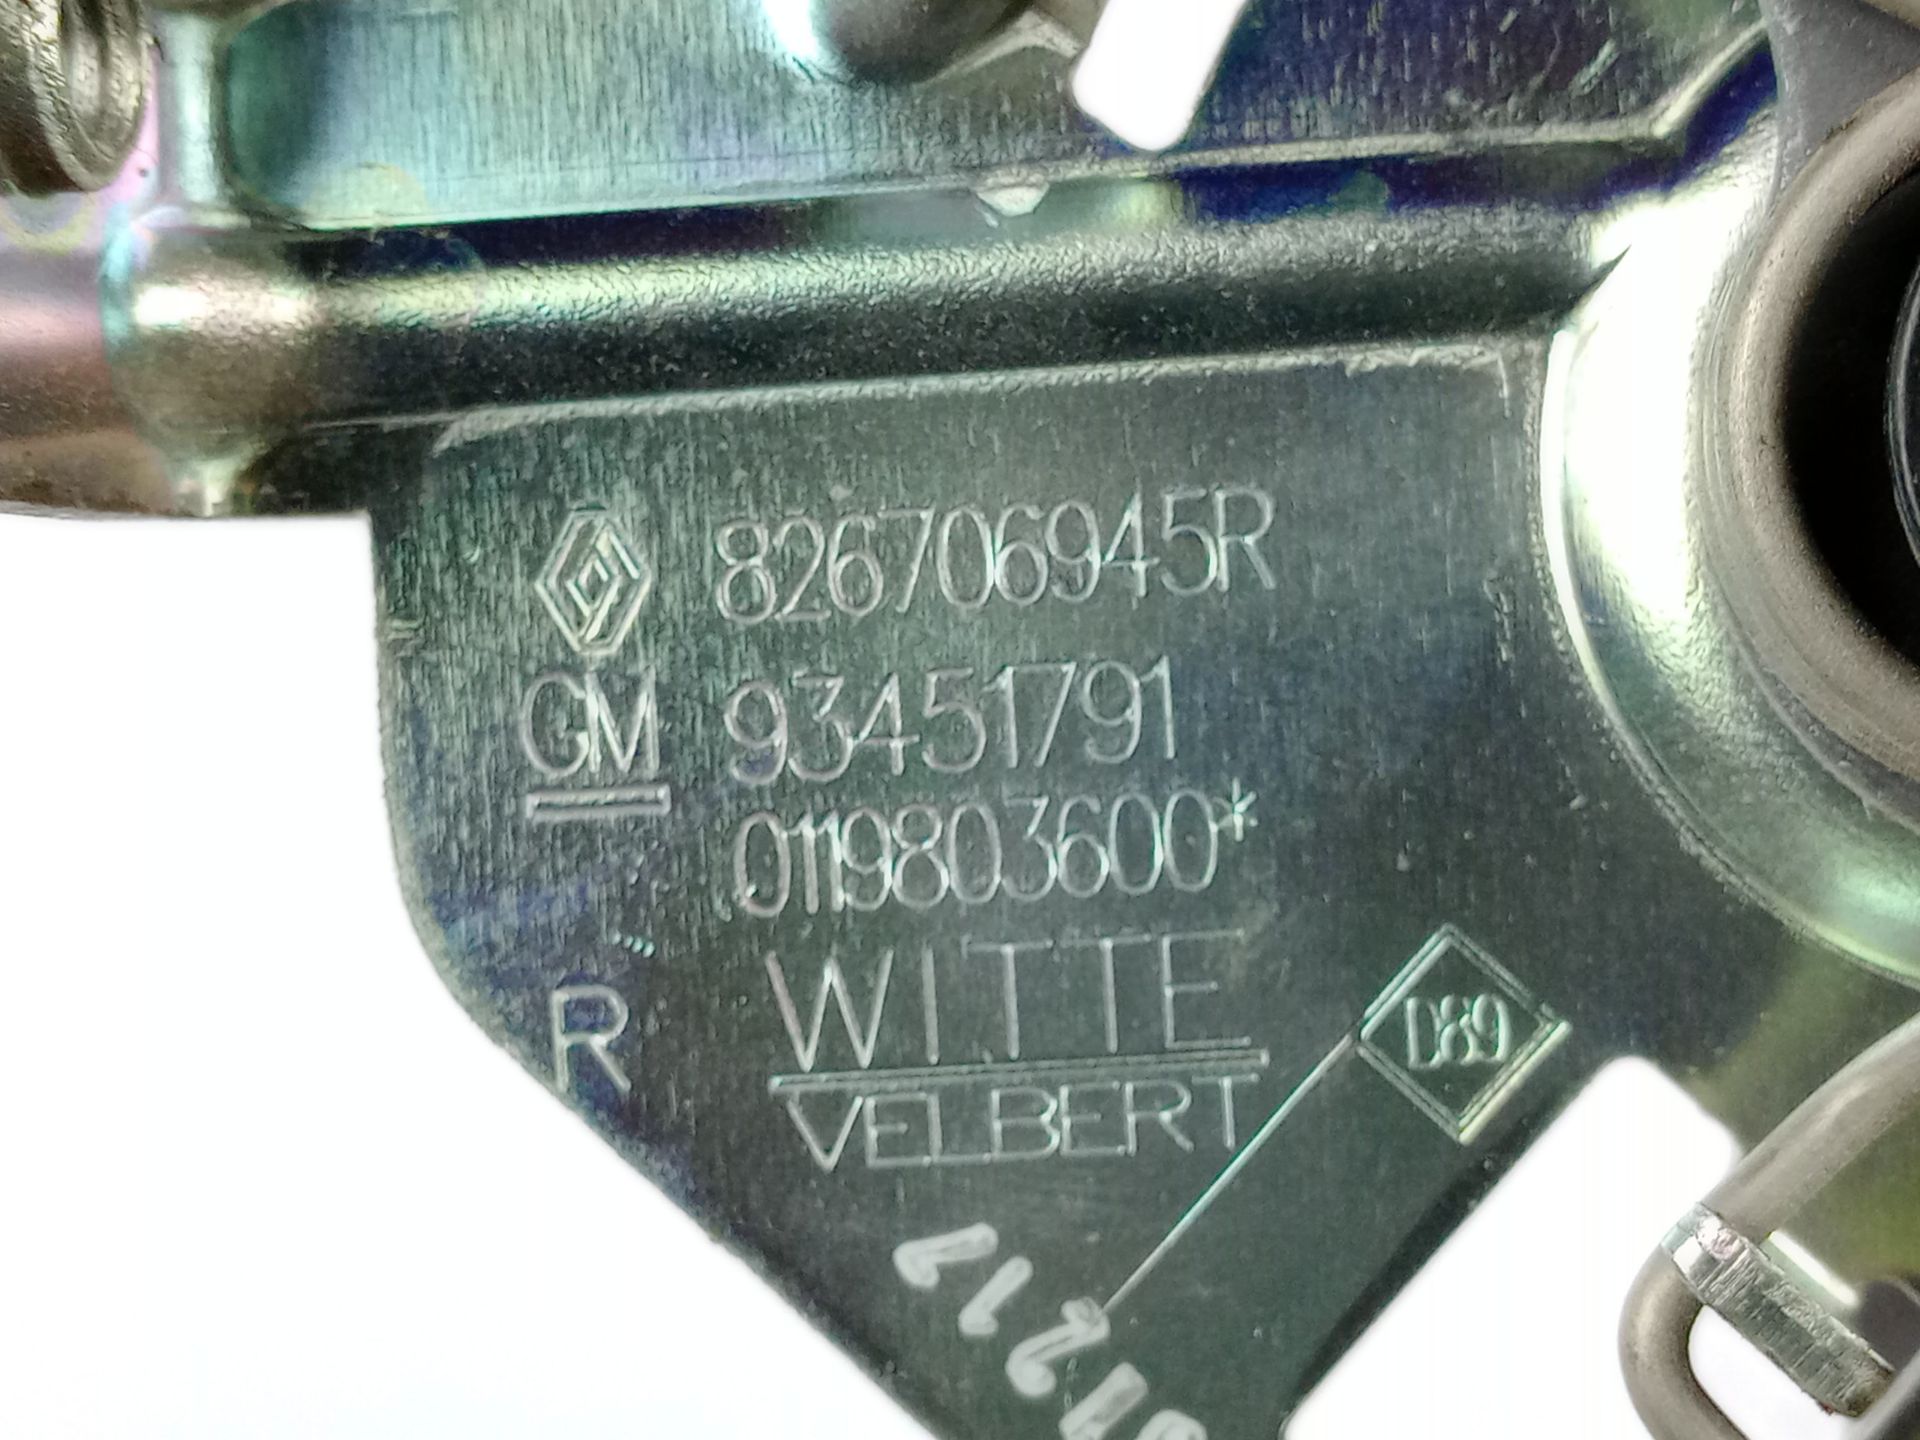 826706945R
GM 93451791
0119803600*
R WITTE
VELBERT
D89